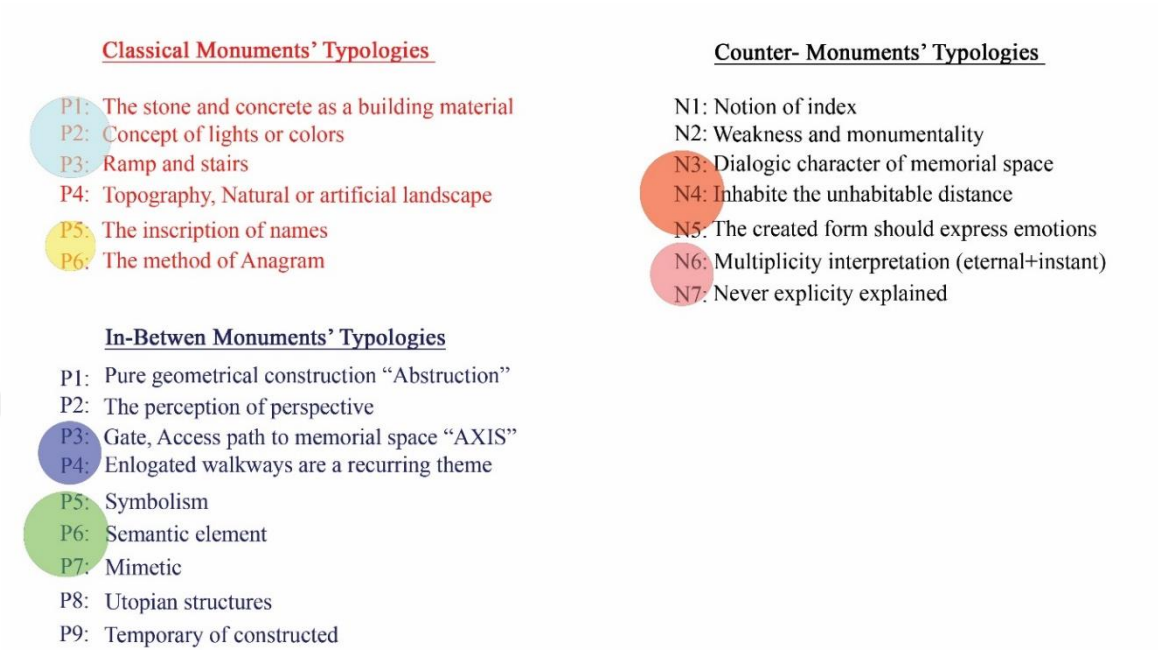 Classical Monuments' Typologies
P1: The stone and concrete as a building material
P2: Concept of lights or colors
P3: Ramp and stairs
P4: Topography, Natural or artificial landscape
P5: The inscription of names
P6: The method of Anagram
In-Betwen Monuments' Typologies
P1: Pure geometrical construction “Abstruction”
P2: The perception of perspective
P3: Gate, Access path to memorial space “AXIS”
P4: Enlogated walkways are a recurring theme
P5: Symbolism
P6: Semantic element
P7: Mimetic
P8: Utopian structures
P9: Temporary of constructed
Counter- Monuments' Typologies
N1: Notion of index
N2: Weakness and monumentality
N3: Dialogic character of memorial space
N4: Inhabite the unhabitable distance
N5: The created form should express emotions
N6: Multiplicity interpretation (eternal+instant)
N7: Never explicity explained